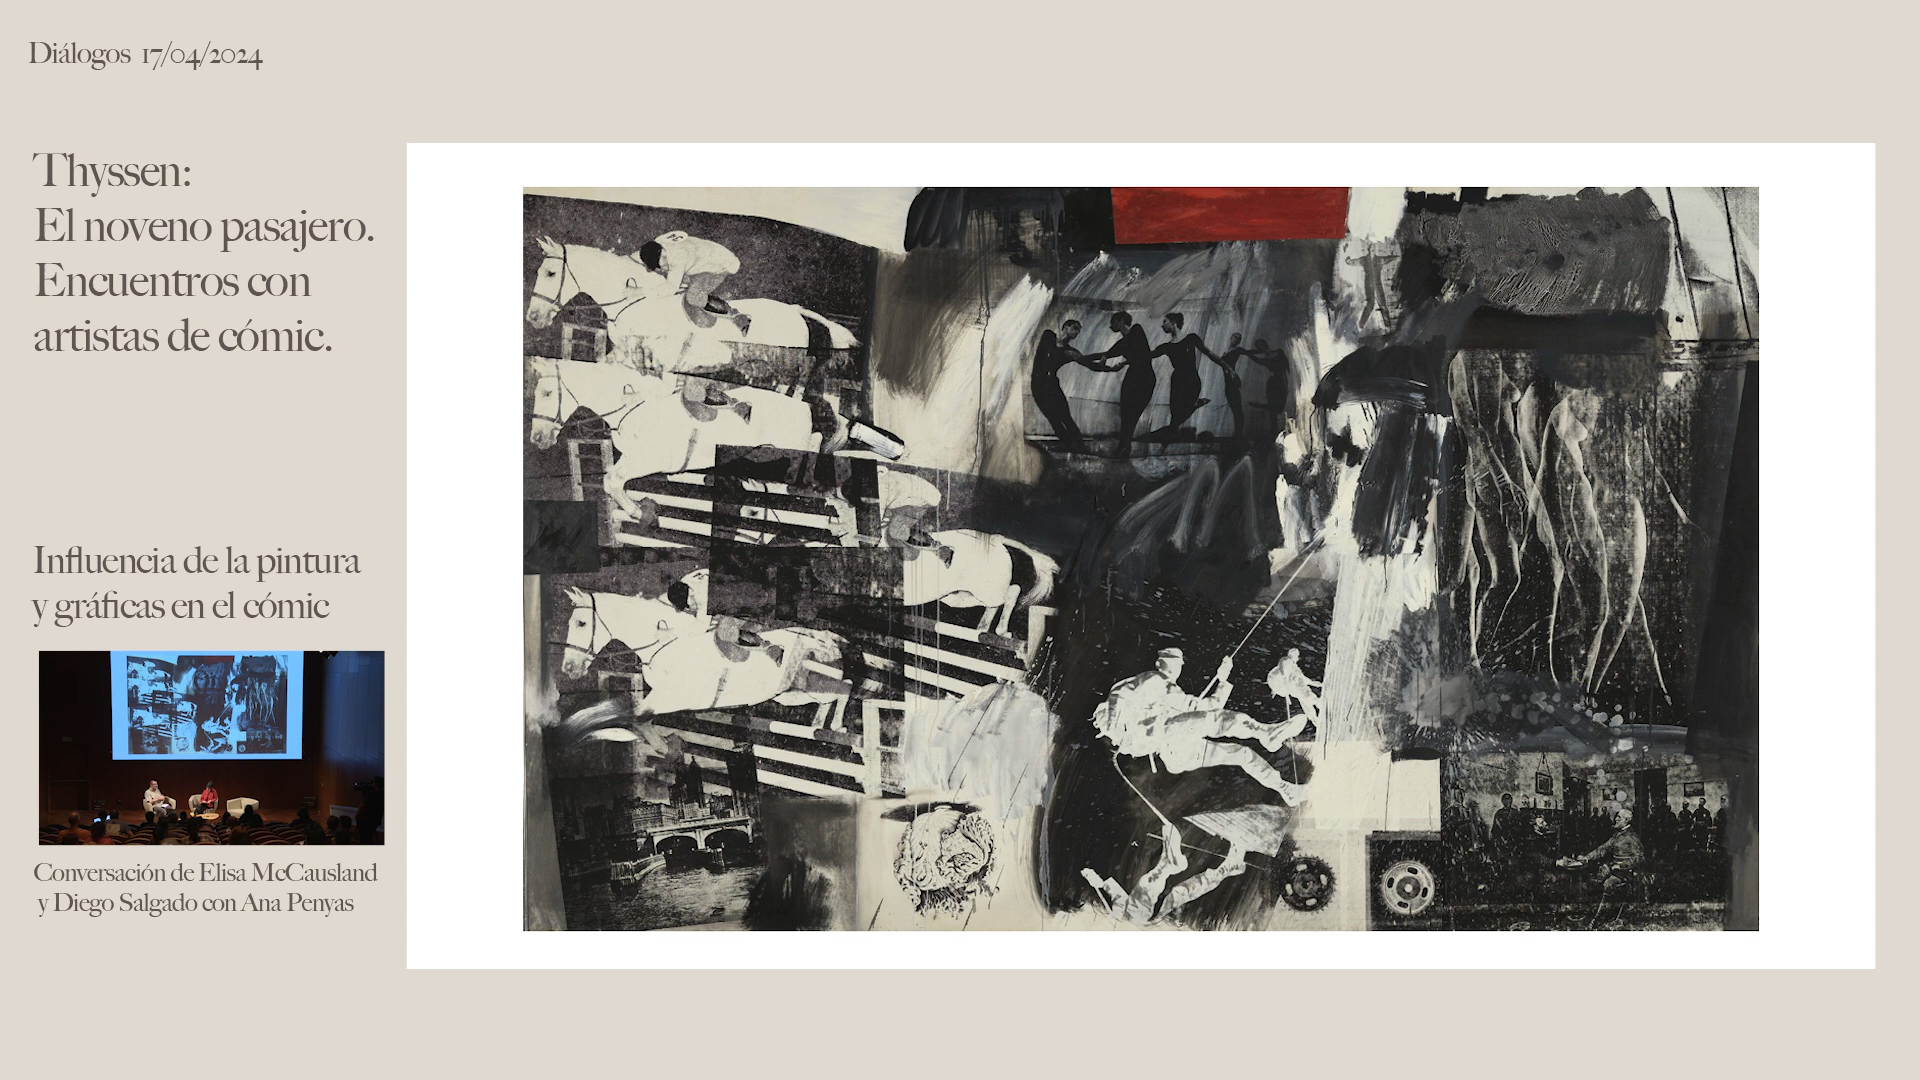 Diálogos 17/04/2024
Thyssen:
El noveno pasajero.
Encuentros con
artistas de cómic.
Influencia de la pintura
y gráficas en el cómic
Conversación de Elisa McCausland
y Diego Salgado con Ana Penyas